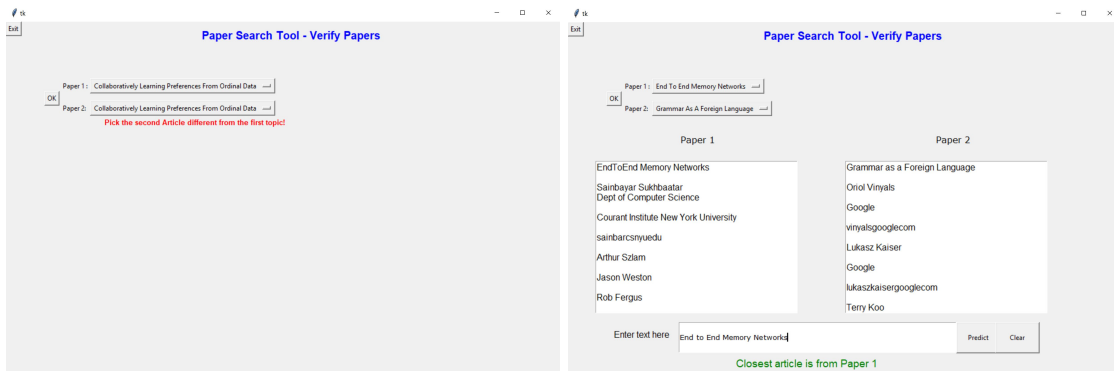 tk
Exit
Paper Search Tool - Verify Papers
Paper 1 : Collaboratively Learning Preferences From Ordinal Data
OK
Paper 2: Collaboratively Learning Preferences From Ordinal Data
Pick the second Article different from the first topic!
tk
Exit
Paper Search Tool - Verify Papers
Paper 1 : End To End Memory Networks
OK
Paper 2: Grammar As A Foreign Language
Paper 1
EndToEnd Memory Networks
Sainbayar Sukhbaatar
Dept of Computer Science
Courant Institute New York University
sainbarcsnyuedu
Arthur Szlam
Jason Weston
Rob Fergus
Paper 2
Grammar as a Foreign Language
Oriol Vinyals
Google
vinyalsgooglecom
Lukasz Kaiser
Google
lukaszkaisergooglecom
Terry Koo
Enter text here
End to End Memory Networks
Predict
Clear
Closest article is from Paper 1